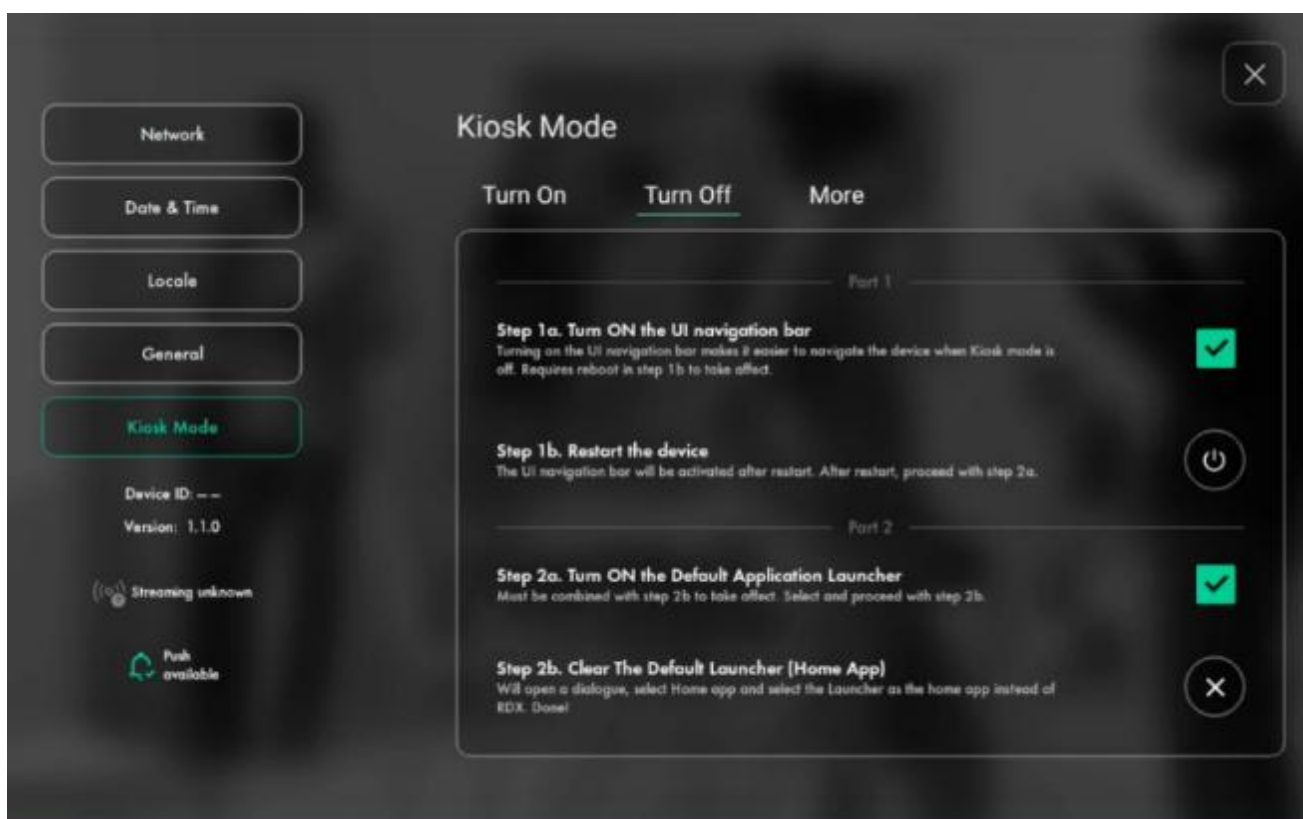 Network
Date & Time
Locale
General
Kiosk Mode
Device ID: – –
Version: 1.1.0
Streaming unknown
Push
available
Kiosk Mode
Turn On
Turn Off
More
Part 1
Step 1a. Turn ON the UI navigation bar
Turning on the UI navigation bar makes it easier to navigate the device when Kiosk mode is
off. Requires reboot in step 1b to take affect.
Step 1b. Restart the device
The UI navigation bar will be activated after restart. After restart, proceed with step 2a.
Part 2
Step 2a. Turn ON the Default Application Launcher
Must be combined with step 2b to take affect. Select and proceed with step 2b.
Step 2b. Clear The Default Launcher (Home App)
Will open a dialogue, select Home app and select the Launcher as the home app instead of
RDX. Done!